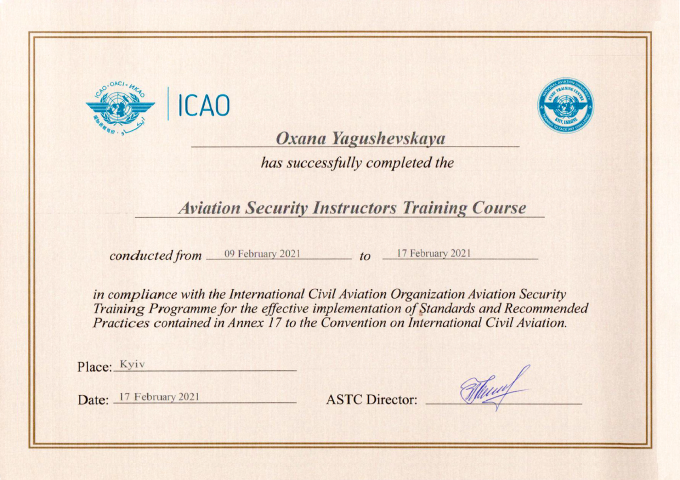 ICAO · OACI · ИКАО
ICAO
Oxana Yagushevskaya
has successfully completed the
Aviation Security Instructors Training Course
conducted from 09 February 2021 to 17 February 2021
in compliance with the International Civil Aviation Organization Aviation Security
Training Programme for the effective implementation of Standards and Recommended
Practices contained in Annex 17 to the Convention on International Civil Aviation.
Place: Kyiv
Date: 17 February 2021
ASTC Director: